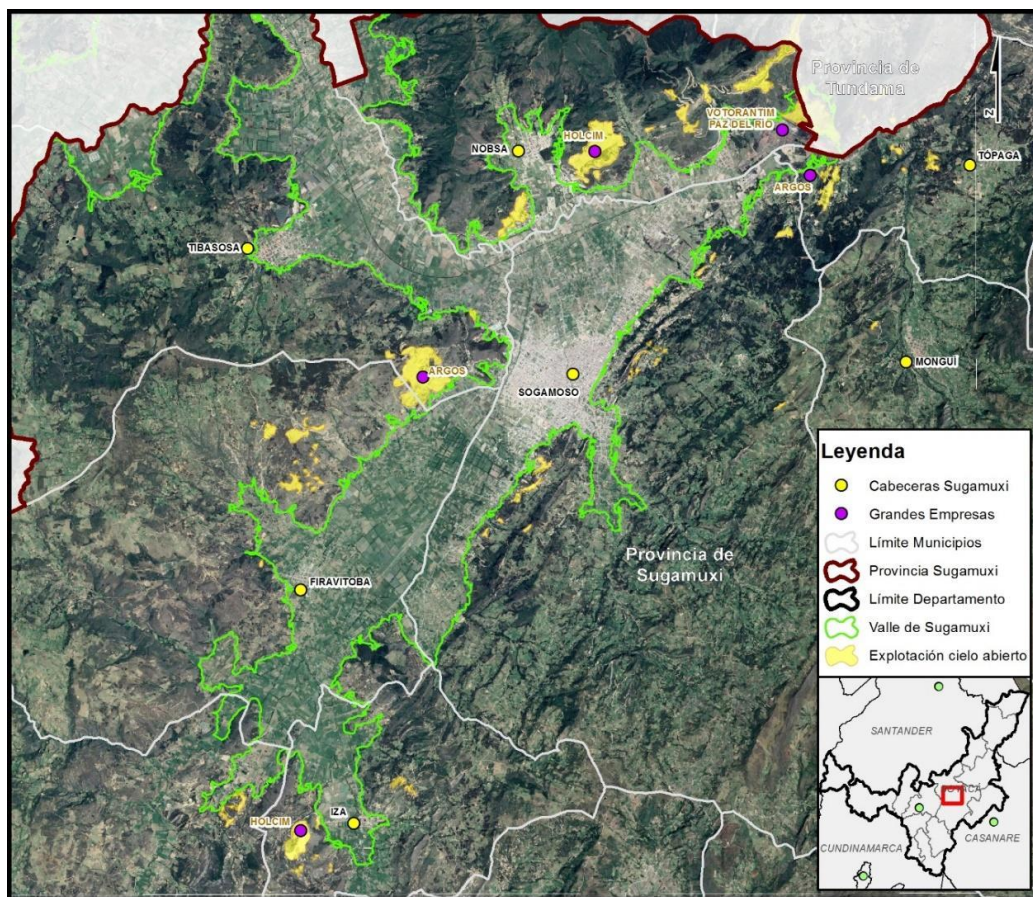 Provincia de
Tundama
VOTORANTIM
PAZ DEL RÍO
HOLCIM
NOBSA
TÓPAGA
ARGOS
TIBASOSA
MONGUÍ
ARGOS
SOGAMOSO
Provincia de
Sugamuxi
FIRAVITOBA
HOLCIM
IZA
Z
Leyenda
Cabeceras Sugamuxi
Grandes Empresas
Límite Municipios
Provincia Sugamuxi
Límite Departamento
Valle de Sugamuxi
Explotación cielo abierto
SANTANDER
CASANARE
CUNDINAMARCA